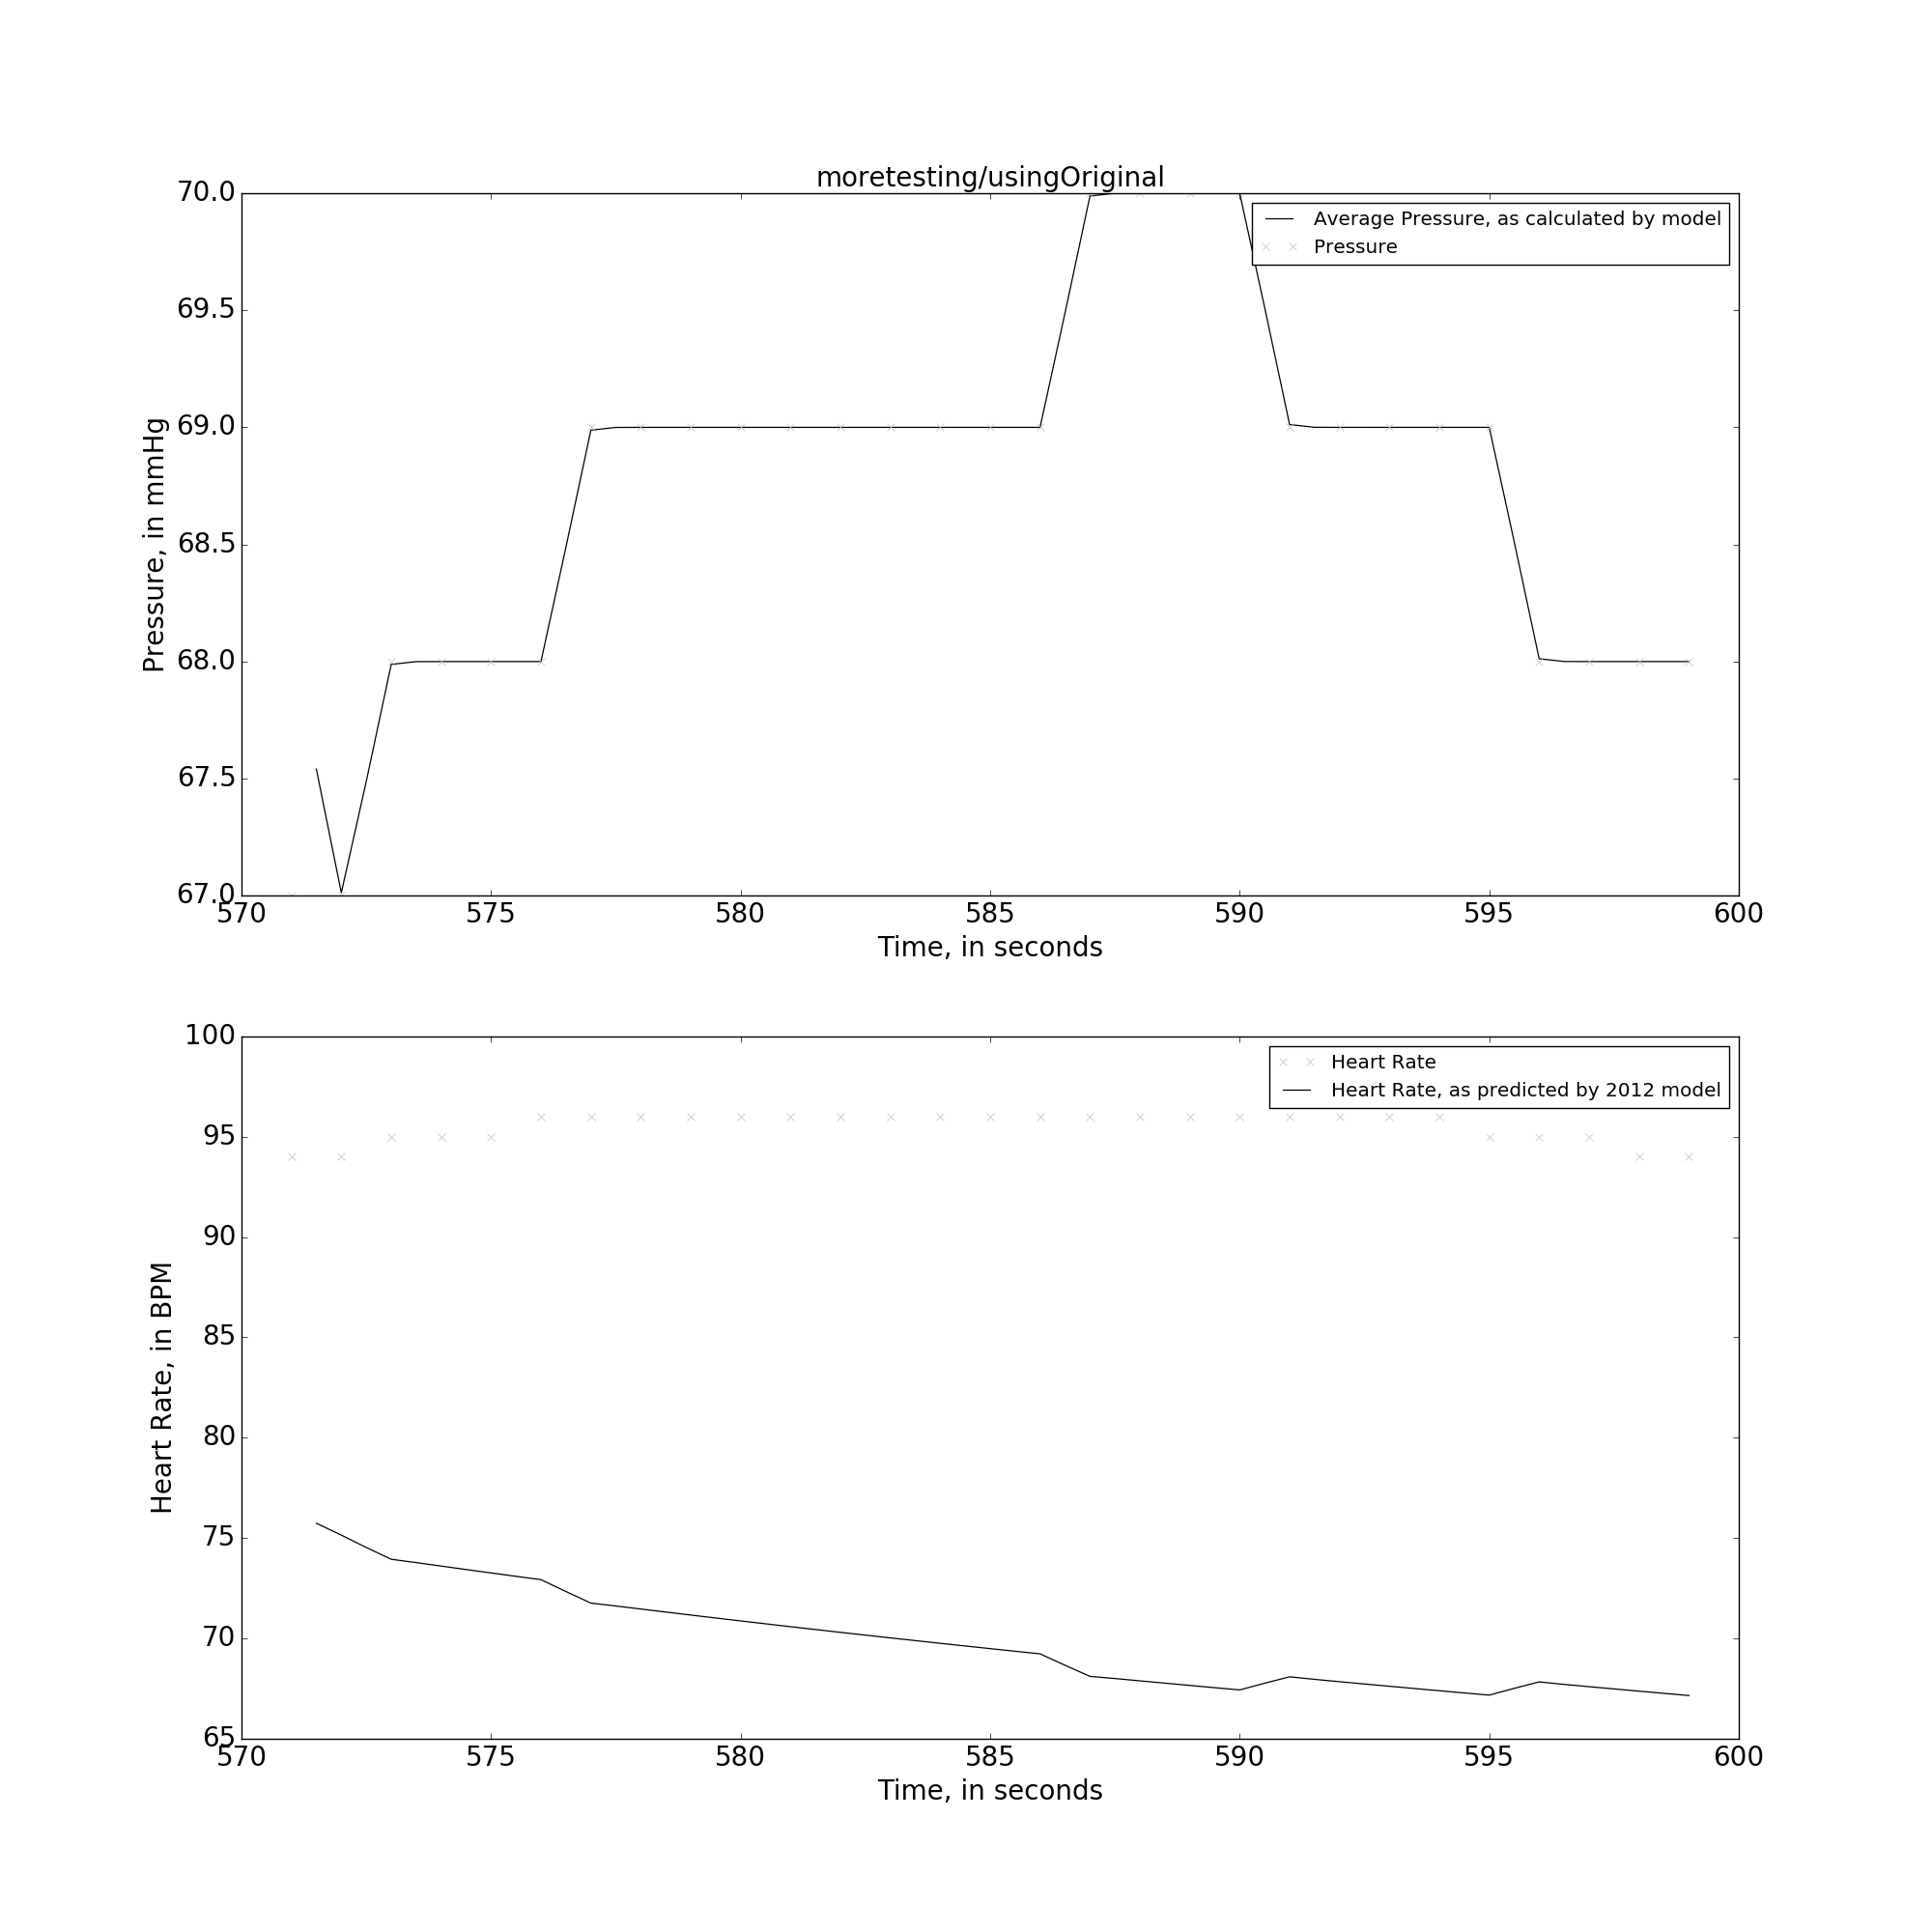 moretesting/usingOriginal
70.0
69.5
69.0
68.5
68.0
67.5
67.0
Pressure, in mmHg
Average Pressure, as calculated by model
Pressure
570 575 580 585 590 595 600
Time, in seconds
100
95
90
85
80
75
70
65
Heart Rate, in BPM
Heart Rate
Heart Rate, as predicted by 2012 model
570 575 580 585 590 595 600
Time, in seconds